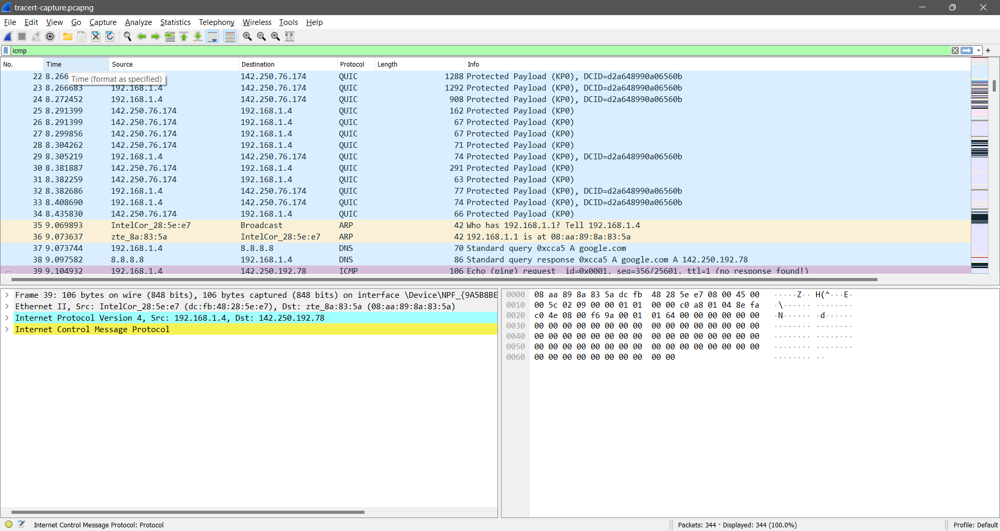 tracert-capture.pcapng
File Edit View Go Capture Analyze Statistics Telephony Wireless Tools Help
icmp
No. Time Source Destination Protocol Length Info
22 8.266 142.250.76.174 QUIC 1288 Protected Payload (KP0), DCID=d2a648990a06560b
Time (format as specified)
23 8.266683 192.168.1.4 142.250.76.174 QUIC 1292 Protected Payload (KP0), DCID=d2a648990a06560b
24 8.272452 192.168.1.4 142.250.76.174 QUIC 908 Protected Payload (KP0), DCID=d2a648990a06560b
25 8.291399 142.250.76.174 192.168.1.4 QUIC 162 Protected Payload (KP0)
26 8.291399 142.250.76.174 192.168.1.4 QUIC 67 Protected Payload (KP0)
27 8.299856 142.250.76.174 192.168.1.4 QUIC 67 Protected Payload (KP0)
28 8.304262 142.250.76.174 192.168.1.4 QUIC 71 Protected Payload (KP0)
29 8.305219 192.168.1.4 142.250.76.174 QUIC 74 Protected Payload (KP0), DCID=d2a648990a06560b
30 8.381887 142.250.76.174 192.168.1.4 QUIC 291 Protected Payload (KP0)
31 8.382259 142.250.76.174 192.168.1.4 QUIC 63 Protected Payload (KP0)
32 8.382686 192.168.1.4 142.250.76.174 QUIC 77 Protected Payload (KP0), DCID=d2a648990a06560b
33 8.408690 192.168.1.4 142.250.76.174 QUIC 74 Protected Payload (KP0), DCID=d2a648990a06560b
34 8.435830 142.250.76.174 192.168.1.4 QUIC 66 Protected Payload (KP0)
35 9.069893 IntelCor_28:5e:e7 Broadcast ARP 42 Who has 192.168.1.1? Tell 192.168.1.4
36 9.073637 zte_8a:83:5a IntelCor_28:5e:e7 ARP 42 192.168.1.1 is at 08:aa:89:8a:83:5a
37 9.073744 192.168.1.4 8.8.8.8 DNS 70 Standard query 0xcca5 A google.com
38 9.097582 8.8.8.8 192.168.1.4 DNS 86 Standard query response 0xcca5 A google.com A 142.250.192.78
39 9.104932 192.168.1.4 142.250.192.78 ICMP 106 Echo (ping) request id=0x0001, seq=356/25601, ttl=1 (no response found!)
Frame 39: 106 bytes on wire (848 bits), 106 bytes captured (848 bits) on interface \Device\NPF_{9A5B8BE
Ethernet II, Src: IntelCor_28:5e:e7 (dc:fb:48:28:5e:e7), Dst: zte_8a:83:5a (08:aa:89:8a:83:5a)
Internet Protocol Version 4, Src: 192.168.1.4, Dst: 142.250.192.78
Internet Control Message Protocol
0000 08 aa 89 8a 83 5a dc fb 48 28 5e e7 08 00 45 00 ·····Z·· H(^···E·
0010 00 5c 02 09 00 00 01 01 00 00 c0 a8 01 04 8e fa ·\······ ········
0020 c0 4e 08 00 f6 9a 00 01 01 64 00 00 00 00 00 00 ·N······ ·d······
0030 00 00 00 00 00 00 00 00 00 00 00 00 00 00 00 00 ········ ········
0040 00 00 00 00 00 00 00 00 00 00 00 00 00 00 00 00 ········ ········
0050 00 00 00 00 00 00 00 00 00 00 00 00 00 00 00 00 ········ ········
0060 00 00 00 00 00 00 00 00 00 00 ········ ··
Internet Control Message Protocol: Protocol
Packets: 344 · Displayed: 344 (100.0%)
Profile: Default